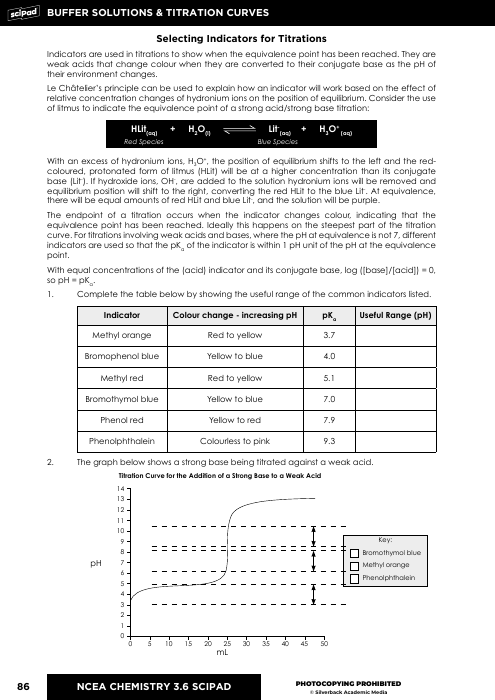 scipad BUFFER SOLUTIONS & TITRATION CURVES
Selecting Indicators for Titrations
Indicators are used in titrations to show when the equivalence point has been reached. They are
weak acids that change colour when they are converted to their conjugate base as the pH of
their environment changes.
Le Châtelier's principle can be used to explain how an indicator will work based on the effect of
relative concentration changes of hydronium ions on the position of equilibrium. Consider the use
of litmus to indicate the equivalence point of a strong acid/strong base titration:
HLit(aq) + H₂O(l) ⇌ Lit⁻(aq) + H₃O⁺(aq)
Red Species Blue Species
With an excess of hydronium ions, H₃O⁺, the position of equilibrium shifts to the left and the red-
coloured, protonated form of litmus (HLit) will be at a higher concentration than its conjugate
base (Lit⁻). If hydroxide ions, OH⁻, are added to the solution hydronium ions will be removed and
equilibrium position will shift to the right, converting the red HLit to the blue Lit⁻. At equivalence,
there will be equal amounts of red HLit and blue Lit⁻, and the solution will be purple.
The endpoint of a titration occurs when the indicator changes colour, indicating that the
equivalence point has been reached. Ideally this happens on the steepest part of the titration
curve. For titrations involving weak acids and bases, where the pH at equivalence is not 7, different
indicators are used so that the pKₐ of the indicator is within 1 pH unit of the pH at the equivalence
point.
With equal concentrations of the (acid) indicator and its conjugate base, log ([base]/[acid]) = 0,
so pH = pKₐ.
1. Complete the table below by showing the useful range of the common indicators listed.
Indicator Colour change - increasing pH pKₐ Useful Range (pH)
Methyl orange Red to yellow 3.7
Bromophenol blue Yellow to blue 4.0
Methyl red Red to yellow 5.1
Bromothymol blue Yellow to blue 7.0
Phenol red Yellow to red 7.9
Phenolphthalein Colourless to pink 9.3
2. The graph below shows a strong base being titrated against a weak acid.
Titration Curve for the Addition of a Strong Base to a Weak Acid
14
13
12
11
10
9
8
7
6
5
4
3
2
1
0
pH
Key:
Bromothymol blue
Methyl orange
Phenolphthalein
0 5 10 15 20 25 30 35 40 45 50
mL
86 NCEA CHEMISTRY 3.6 SCIPAD PHOTOCOPYING PROHIBITED
© Silverback Academic Media